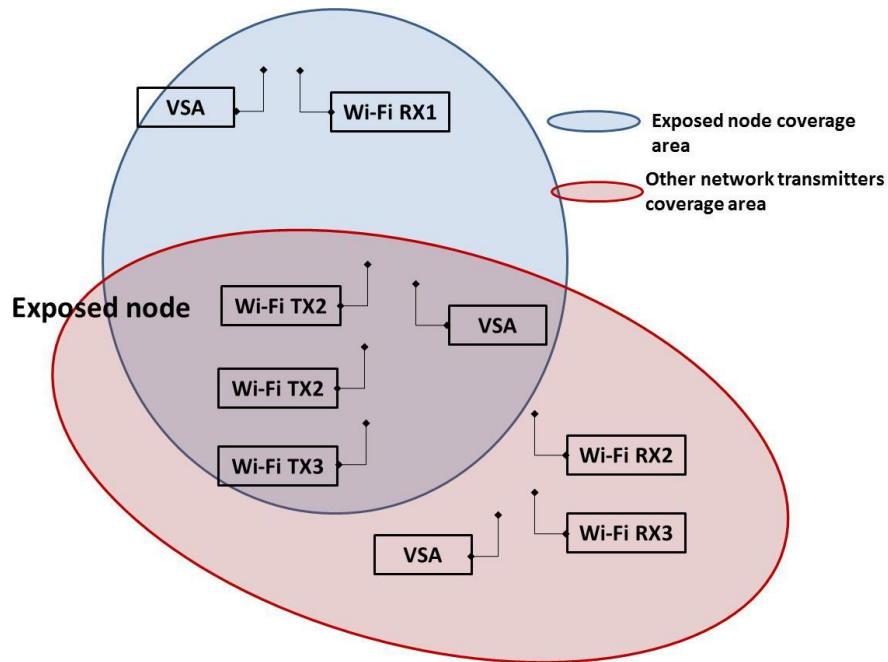 VSA
Wi-Fi RX1
Exposed node coverage
area
Other network transmitters
coverage area
Exposed node
Wi-Fi TX2
VSA
Wi-Fi TX2
Wi-Fi TX3
Wi-Fi RX2
Wi-Fi RX3
VSA